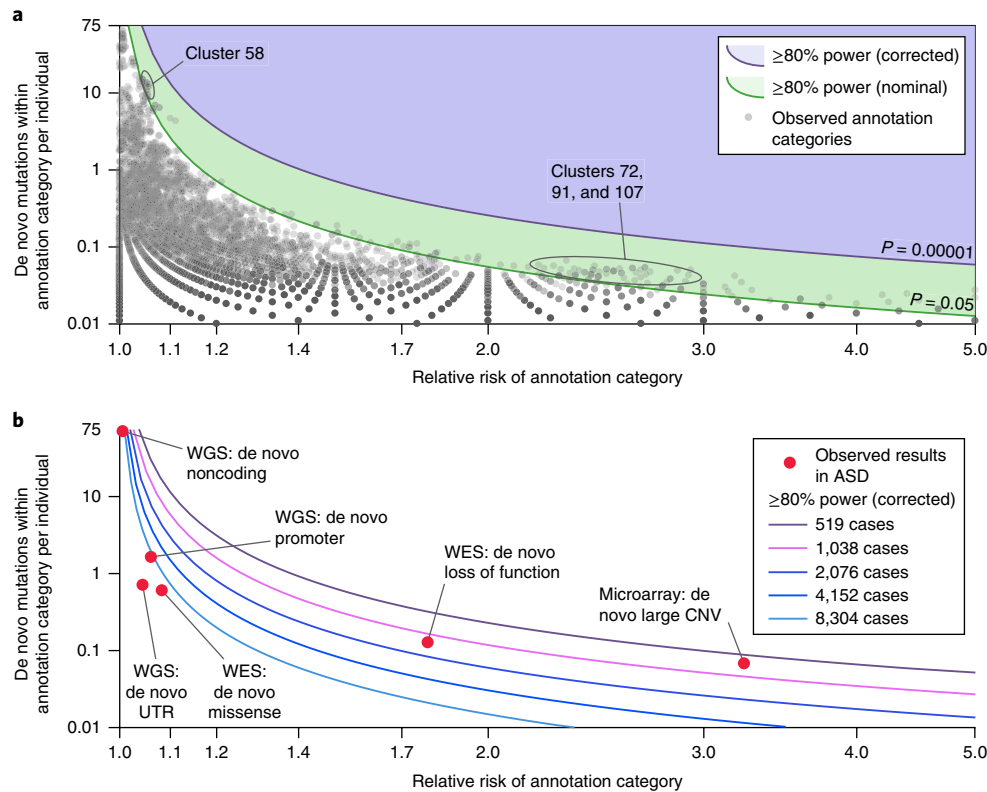 a
De novo mutations within
annotation category per individual
75
10
1
0.1
0.01
Cluster 58
Clusters 72,
91, and 107
≥80% power (corrected)
≥80% power (nominal)
Observed annotation
categories
P = 0.00001
P = 0.05
1.0
1.1
1.2
1.4
1.7
2.0
3.0
4.0
5.0
Relative risk of annotation category
b
De novo mutations within
annotation category per individual
75
10
1
0.1
0.01
WGS: de novo
noncoding
WGS: de novo
promoter
WES: de novo
loss of function
Microarray: de
novo large CNV
WGS:
de novo
UTR
WES:
de novo
missense
Observed results
in ASD
≥80% power (corrected)
519 cases
1,038 cases
2,076 cases
4,152 cases
8,304 cases
1.0
1.1
1.2
1.4
1.7
2.0
3.0
4.0
5.0
Relative risk of annotation category